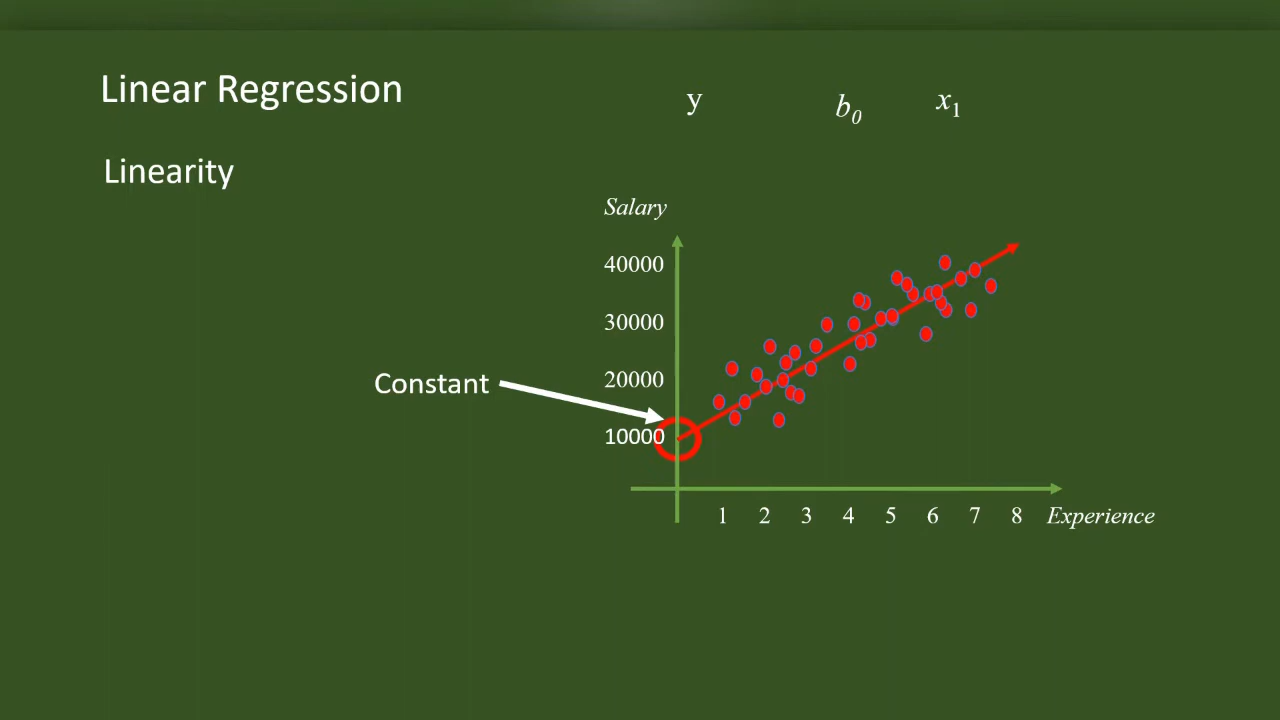 Linear Regression
y b₀ x₁
Linearity
Salary
40000
30000
20000
Constant
10000
1 2 3 4 5 6 7 8 Experience